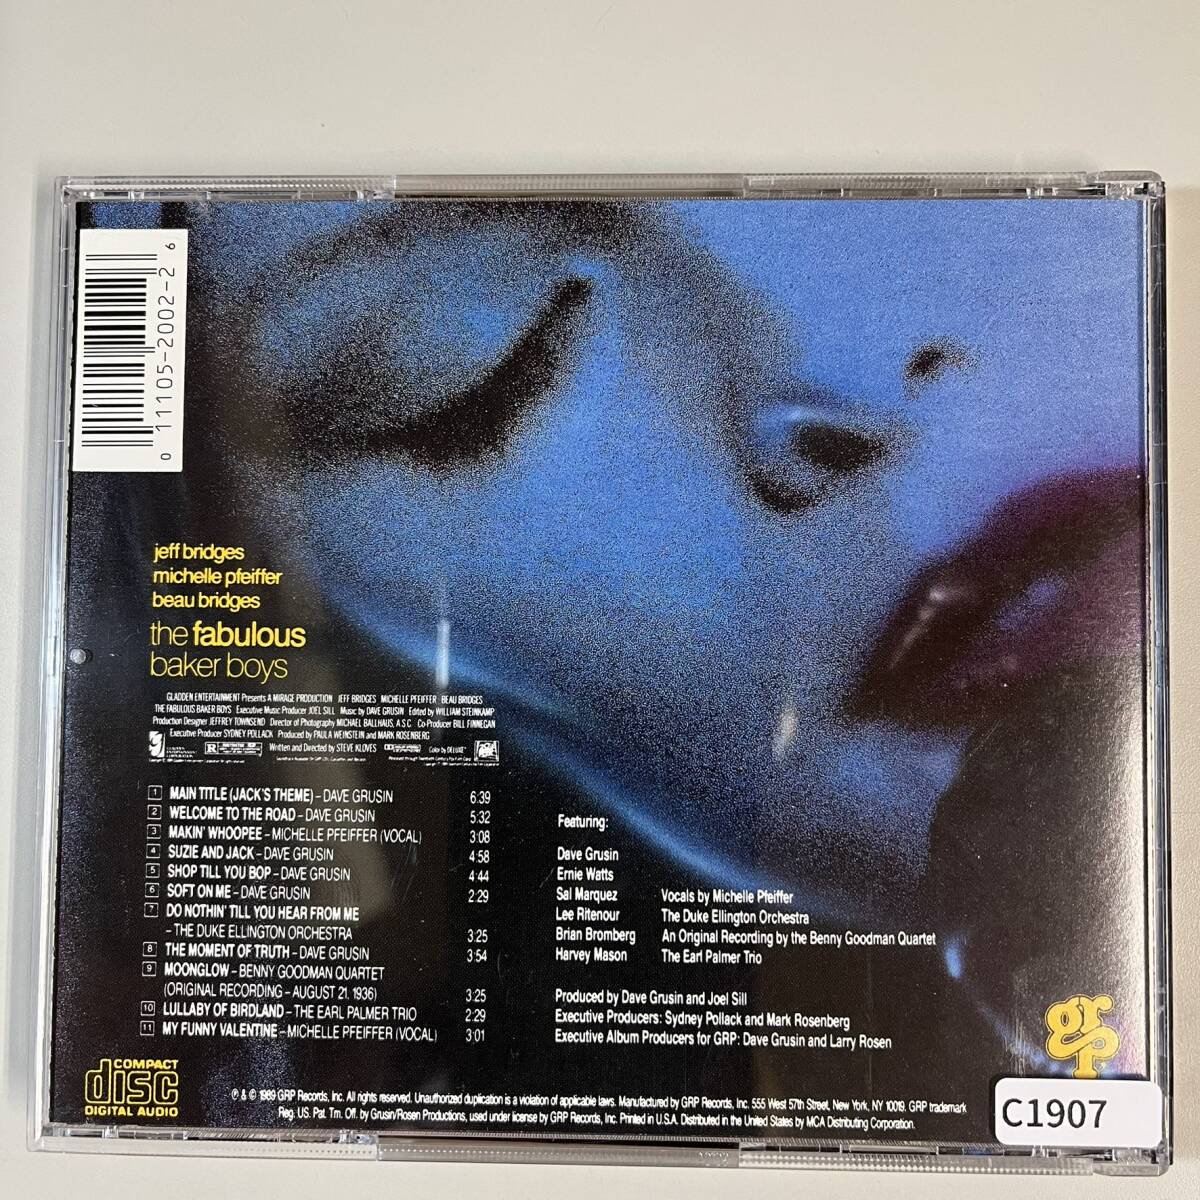 0 11105-2002-2 6
jeff bridges
michelle pfeiffer
beau bridges
the fabulous
baker boys
GLADDEN ENTERTAINMENT Presents A MIRAGE PRODUCTION JEFF BRIDGES MICHELLE PFEIFFER BEAU BRIDGES
THE FABULOUS BAKER BOYS Executive Music Producer JOEL SILL Music by DAVE GRUSIN Edited by WILLIAM STEINKAMP
Production Designer JEFFREY TOWNSEND Director of Photography MICHAEL BALLHAUS, A.S.C. Co-Producer BILL FINNEGAN
Executive Producer SYDNEY POLLACK Produced by PAULA WEINSTEIN and MARK ROSENBERG
R Written and Directed by STEVE KLOVES Color by DELUXE
1 MAIN TITLE (JACK'S THEME) – DAVE GRUSIN 6:39
2 WELCOME TO THE ROAD – DAVE GRUSIN 5:32
3 MAKIN' WHOOPEE – MICHELLE PFEIFFER (VOCAL) 3:08
4 SUZIE AND JACK – DAVE GRUSIN 4:58
5 SHOP TILL YOU BOP – DAVE GRUSIN 4:44
6 SOFT ON ME – DAVE GRUSIN 2:29
7 DO NOTHIN' TILL YOU HEAR FROM ME
– THE DUKE ELLINGTON ORCHESTRA 3:25
8 THE MOMENT OF TRUTH – DAVE GRUSIN 3:54
9 MOONGLOW – BENNY GOODMAN QUARTET
(ORIGINAL RECORDING – AUGUST 21, 1936) 3:25
10 LULLABY OF BIRDLAND – THE EARL PALMER TRIO 2:29
11 MY FUNNY VALENTINE – MICHELLE PFEIFFER (VOCAL) 3:01
Featuring:
Dave Grusin
Ernie Watts
Sal Marquez Vocals by Michelle Pfeiffer
Lee Ritenour The Duke Ellington Orchestra
Brian Bromberg An Original Recording by the Benny Goodman Quartet
Harvey Mason The Earl Palmer Trio
Produced by Dave Grusin and Joel Sill
Executive Producers: Sydney Pollack and Mark Rosenberg
Executive Album Producers for GRP: Dave Grusin and Larry Rosen
grp
COMPACT
disc
DIGITAL AUDIO
℗ & © 1989 GRP Records, Inc. All rights reserved. Unauthorized duplication is a violation of applicable laws. Manufactured by GRP Records, Inc. 555 West 57th Street, New York, NY 10019. GRP trademark
Reg. US. Pat. Tm. Off. by Grusin/Rosen Productions, used under license by GRP Records, Inc. Printed in U.S.A. Distributed in the United States by MCA Distributing Corporation.
C1907